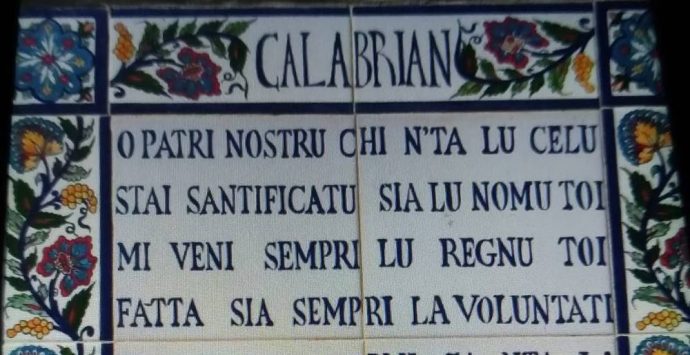 CALABRIAN
O PATRI NOSTRU CHI N'TA LU CELU
STAI SANTIFICATU SIA LU NOMU TOI
MI VENI SEMPRI LU REGNU TOI
FATTA SIA SEMPRI LA VOLUNTATI